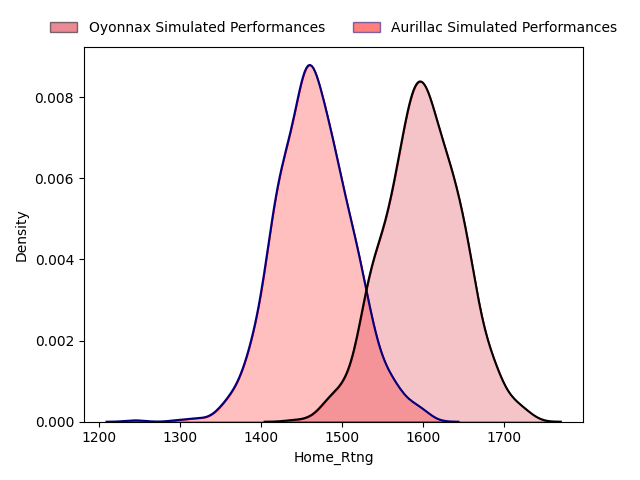 Oyonnax Simulated Performances
Aurillac Simulated Performances
0.008
0.006
0.004
0.002
0.000
Density
1200 1300 1400 1500 1600 1700
Home_Rtng